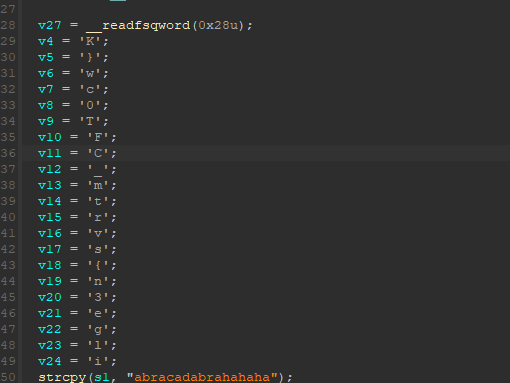 27
28 v27 = __readfsqword(0x28u);
29 v4 = 'K';
30 v5 = '}';
31 v6 = 'w';
32 v7 = 'c';
33 v8 = '0';
34 v9 = 'T';
35 v10 = 'F';
36 v11 = 'C';
37 v12 = '_';
38 v13 = 'm';
39 v14 = 't';
40 v15 = 'r';
41 v16 = 'v';
42 v17 = 's';
43 v18 = '{';
44 v19 = 'n';
45 v20 = '3';
46 v21 = 'e';
47 v22 = 'g';
48 v23 = 'l';
49 v24 = 'i';
50 strcpy(s1, "abracadabrahahaha");